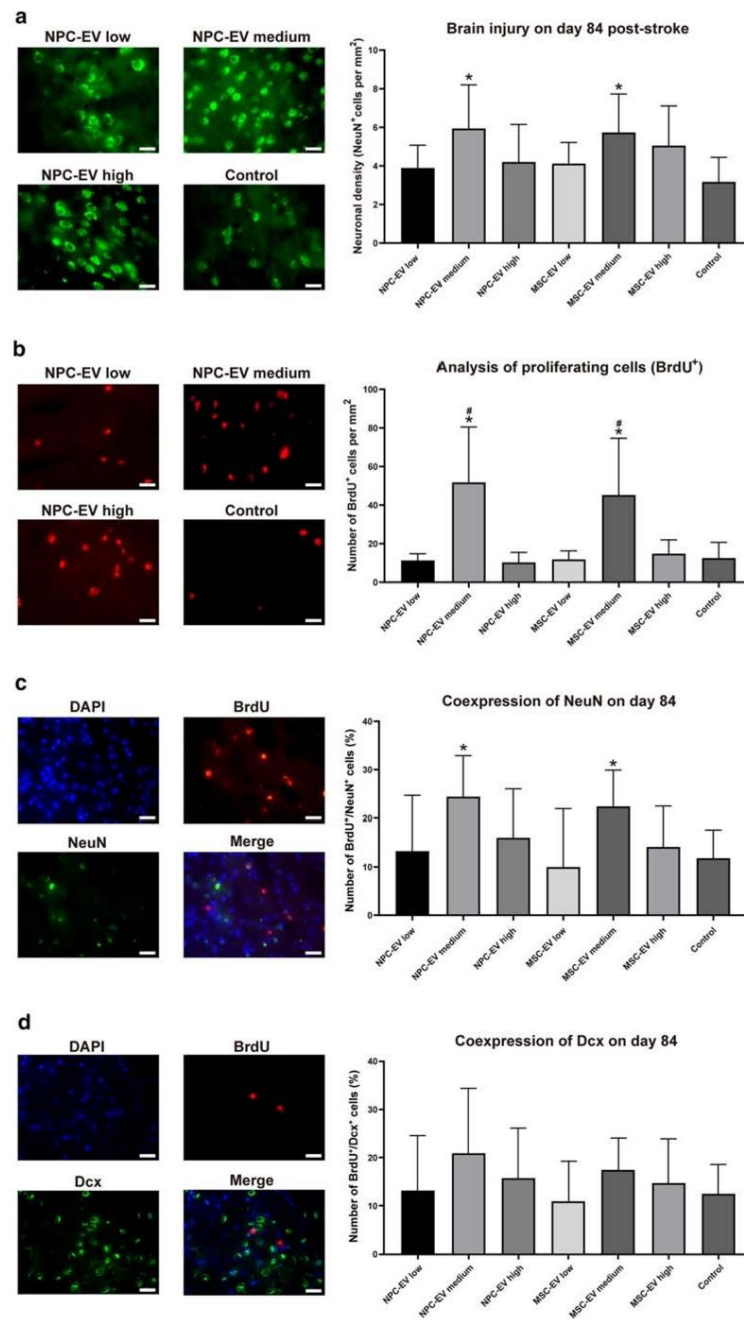 a
NPC-EV low
NPC-EV medium
NPC-EV high
Control
Brain injury on day 84 post-stroke
Neuronal density (NeuN⁺ cells per mm²)
10
8
6
4
2
0
*
*
NPC-EV low
NPC-EV medium
NPC-EV high
MSC-EV low
MSC-EV medium
MSC-EV high
Control
b
NPC-EV low
NPC-EV medium
NPC-EV high
Control
Analysis of proliferating cells (BrdU⁺)
Number of BrdU⁺ cells per mm²
100
80
60
40
20
0
#
*
#
*
NPC-EV low
NPC-EV medium
NPC-EV high
MSC-EV low
MSC-EV medium
MSC-EV high
Control
c
DAPI
BrdU
NeuN
Merge
Coexpression of NeuN on day 84
Number of BrdU⁺/NeuN⁺ cells (%)
40
30
20
10
0
*
*
NPC-EV low
NPC-EV medium
NPC-EV high
MSC-EV low
MSC-EV medium
MSC-EV high
Control
d
DAPI
BrdU
Dcx
Merge
Coexpression of Dcx on day 84
Number of BrdU⁺/Dcx⁺ cells (%)
40
30
20
10
0
NPC-EV low
NPC-EV medium
NPC-EV high
MSC-EV low
MSC-EV medium
MSC-EV high
Control